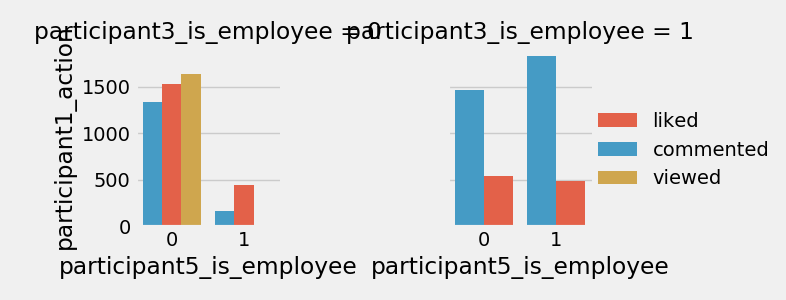 participant3_is_employee = 0
participant3_is_employee = 1
participant1_action
1500
1000
500
0
0 1
0 1
participant5_is_employee
participant5_is_employee
liked
commented
viewed